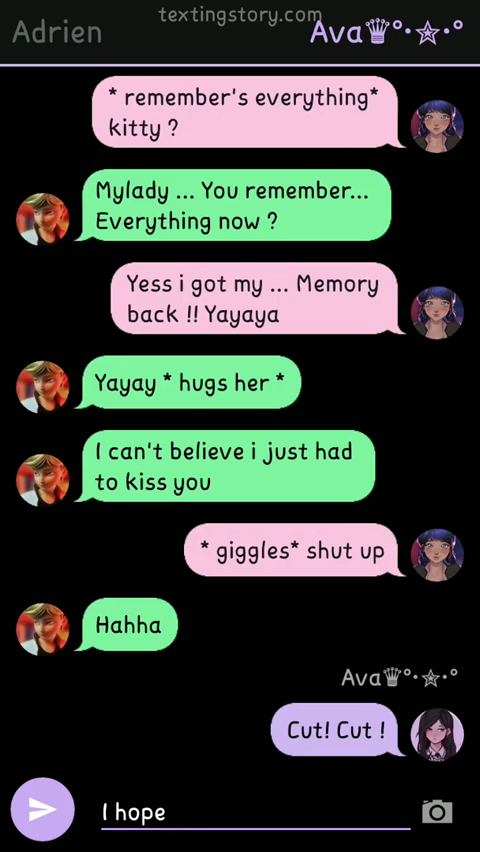 textingstory.com
Adrien
Ava♛°•☆•°
* remember's everything*
kitty ?
Mylady ... You remember...
Everything now ?
Yess i got my ... Memory
back !! Yayaya
Yayay * hugs her *
I can't believe i just had
to kiss you
* giggles* shut up
Hahha
Ava♛°•☆•°
Cut! Cut !
I hope